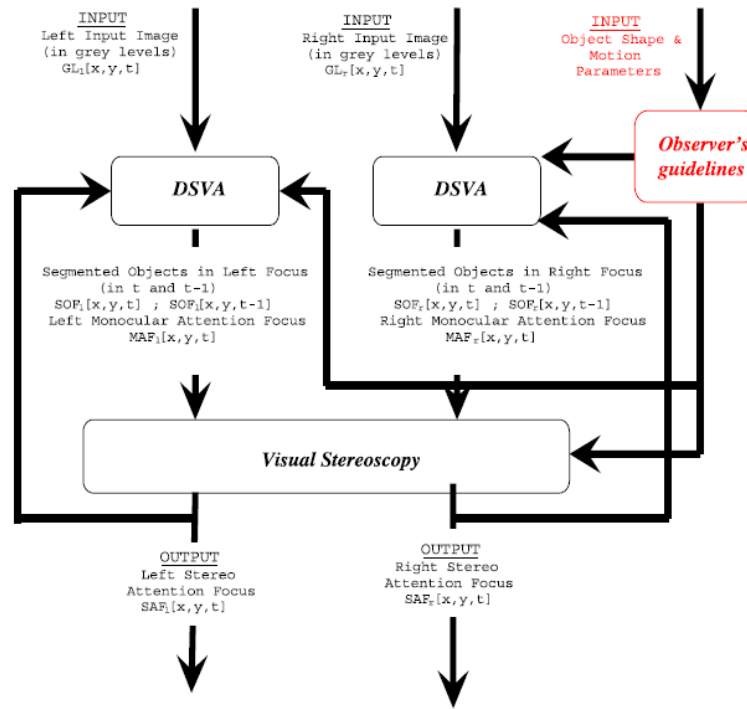 INPUT
Left Input Image
(in grey levels)
GLl[x,y,t]
INPUT
Right Input Image
(in grey levels)
GLr[x,y,t]
INPUT
Object Shape &
Motion
Parameters
Observer's
guidelines
DSVA
DSVA
Segmented Objects in Left Focus
(in t and t-1)
SOFl[x,y,t] ; SOFl[x,y,t-1]
Left Monocular Attention Focus
MAFl[x,y,t]
Segmented Objects in Right Focus
(in t and t-1)
SOFr[x,y,t] ; SOFr[x,y,t-1]
Right Monocular Attention Focus
MAFr[x,y,t]
Visual Stereoscopy
OUTPUT
Left Stereo
Attention Focus
SAFl[x,y,t]
OUTPUT
Right Stereo
Attention Focus
SAFr[x,y,t]